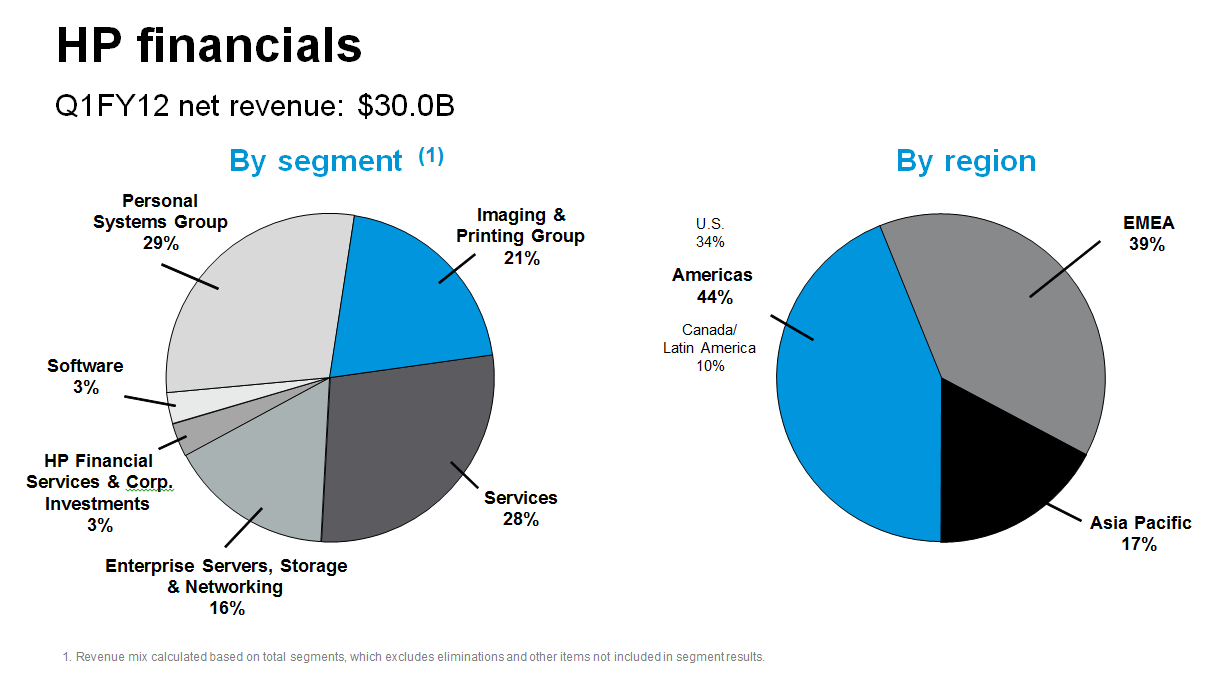 HP financials
Q1FY12 net revenue: $30.0B
By segment (1)
Personal
Systems Group
29%
Imaging &
Printing Group
21%
Software
3%
HP Financial
Services & Corp.
Investments
3%
Services
28%
Enterprise Servers, Storage
& Networking
16%
By region
U.S.
34%
Americas
44%
Canada/
Latin America
10%
EMEA
39%
Asia Pacific
17%
1. Revenue mix calculated based on total segments, which excludes eliminations and other items not included in segment results.